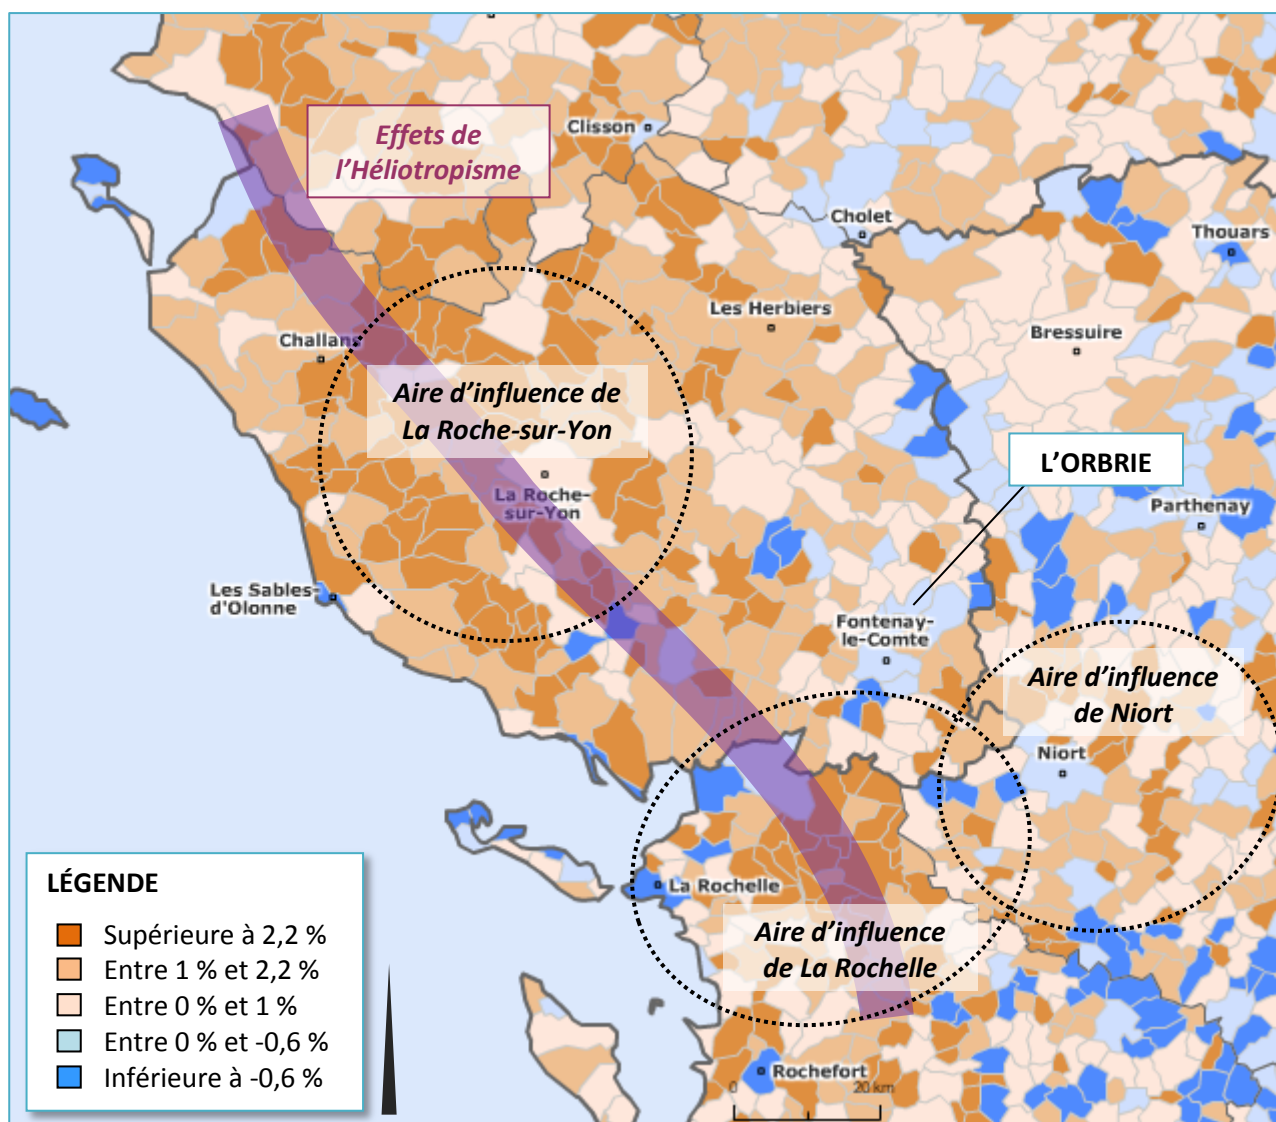 Effets de
l'Héliotropisme
Clisson
Cholet
Thouars
Les Herbiers
Bressuire
Challans
Aire d'influence de
La Roche-sur-Yon
L'ORBRIE
La Roche-
sur-Yon
Parthenay
Les Sables-
d'Olonne
Fontenay-
le-Comte
Aire d'influence
de Niort
Niort
La Rochelle
Aire d'influence
de La Rochelle
Rochefort
0 20 km
LÉGENDE
Supérieure à 2,2 %
Entre 1 % et 2,2 %
Entre 0 % et 1 %
Entre 0 % et -0,6 %
Inférieure à -0,6 %